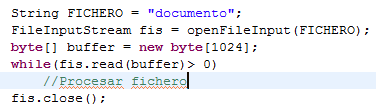 String FICHERO = "documento";
FileInputStream fis = openFileInput(FICHERO);
byte[] buffer = new byte[1024];
while(fis.read(buffer)> 0)
//Procesar fichero
fis.close();